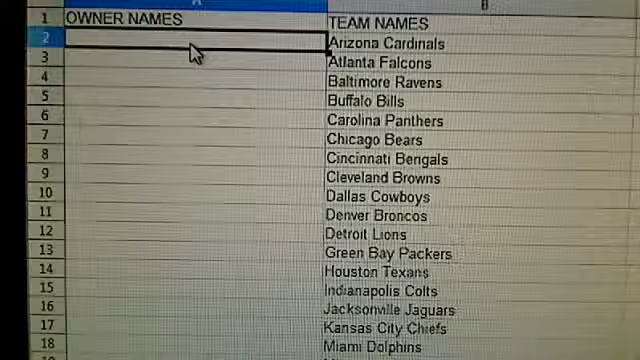 A B
1 OWNER NAMES TEAM NAMES
2 Arizona Cardinals
3 Atlanta Falcons
4 Baltimore Ravens
5 Buffalo Bills
6 Carolina Panthers
7 Chicago Bears
8 Cincinnati Bengals
9 Cleveland Browns
10 Dallas Cowboys
11 Denver Broncos
12 Detroit Lions
13 Green Bay Packers
14 Houston Texans
15 Indianapolis Colts
16 Jacksonville Jaguars
17 Kansas City Chiefs
18 Miami Dolphins